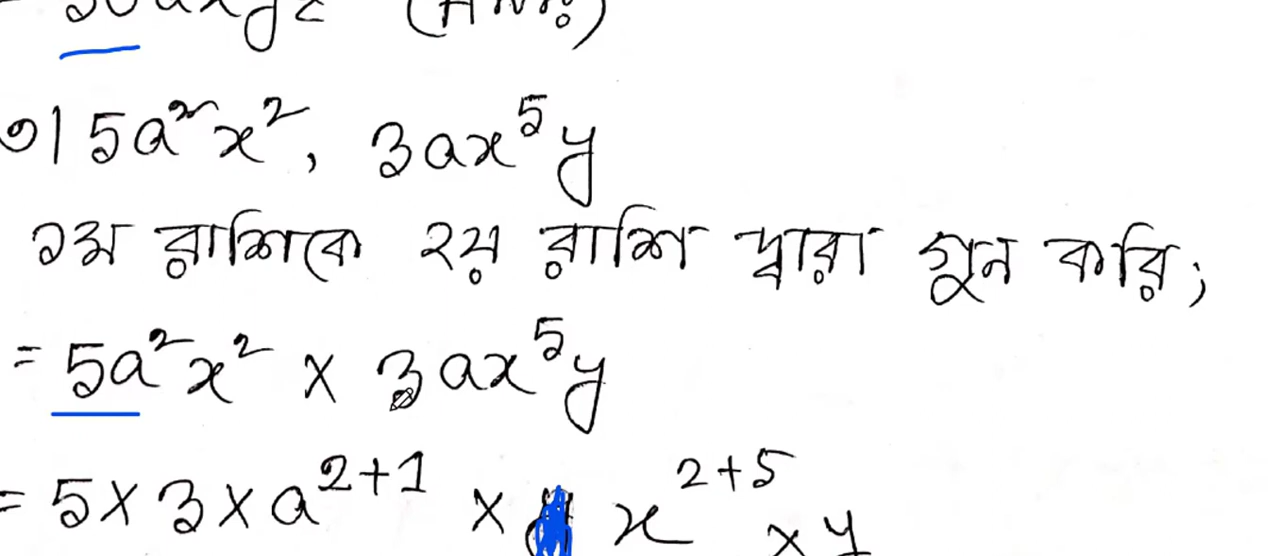 ৩। 5a²x², 3ax⁵y
১ম রাশিকে ২য় রাশি দ্বারা গুন করি;
= 5a²x² × 3ax⁵y
= 5×3×a²⁺¹ × x²⁺⁵ × y